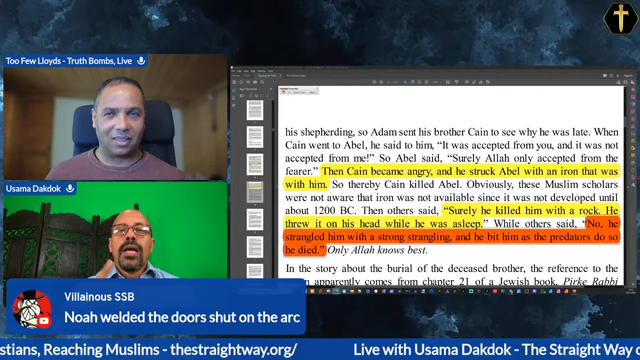 Too Few Lloyds - Truth Bombs, Live
Usama Dakdok
his shepherding, so Adam sent his brother Cain to see why he was late. When
Cain went to Abel, he said to him, “It was accepted from you, and it was not
accepted from me!” So Abel said, “Surely Allah only accepted from the
fearer.” Then Cain became angry, and he struck Abel with an iron that was
with him. So thereby Cain killed Abel. Obviously, these Muslim scholars
were not aware that iron was not available since it was not developed until
about 1200 BC. Then others said, “Surely he killed him with a rock. He
threw it on his head while he was asleep.” While others said, “No, he
strangled him with a strong strangling, and he bit him as the predators do so
he died.” Only Allah knows best.
In the story about the burial of the deceased brother, the reference to the
apparently comes from chapter 21 of a Jewish book, Pirke Rabbi
Villainous SSB
Noah welded the doors shut on the arc
stians, Reaching Muslims - thestraightway.org/ Live with Usama Dakdok - The Straight Way o